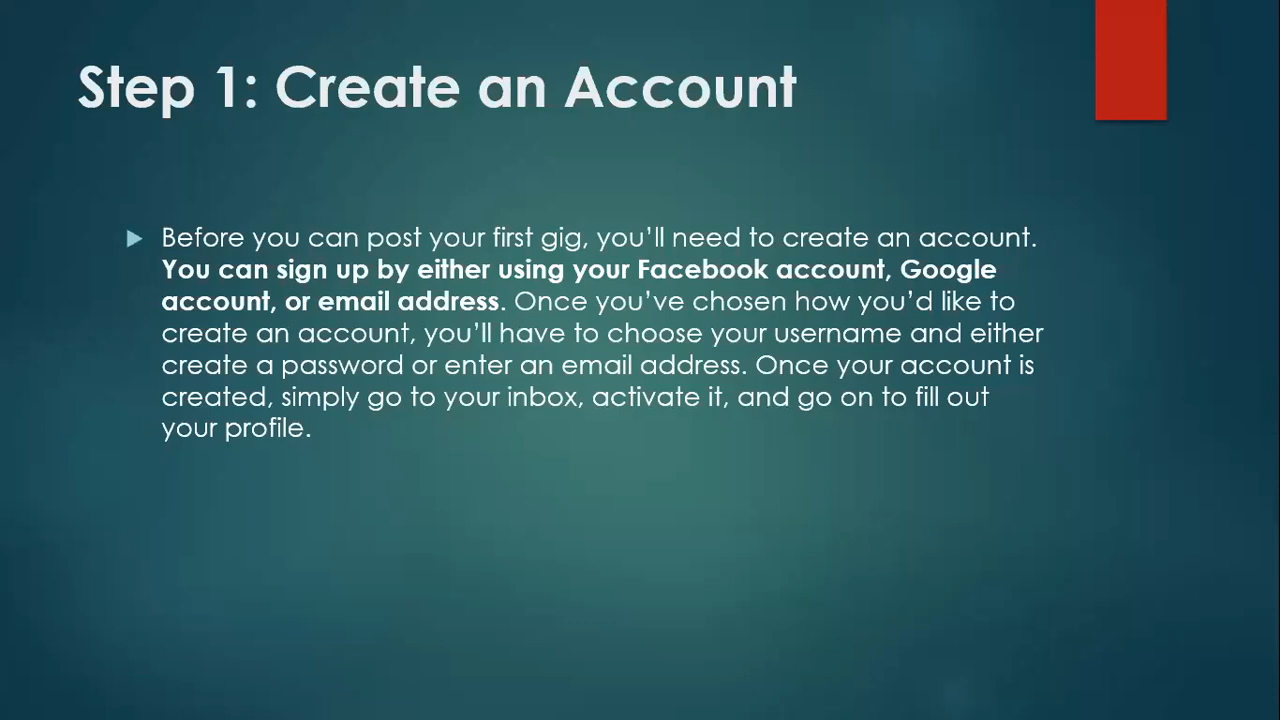 Step 1: Create an Account
Before you can post your first gig, you’ll need to create an account.
You can sign up by either using your Facebook account, Google
account, or email address. Once you’ve chosen how you’d like to
create an account, you’ll have to choose your username and either
create a password or enter an email address. Once your account is
created, simply go to your inbox, activate it, and go on to fill out
your profile.